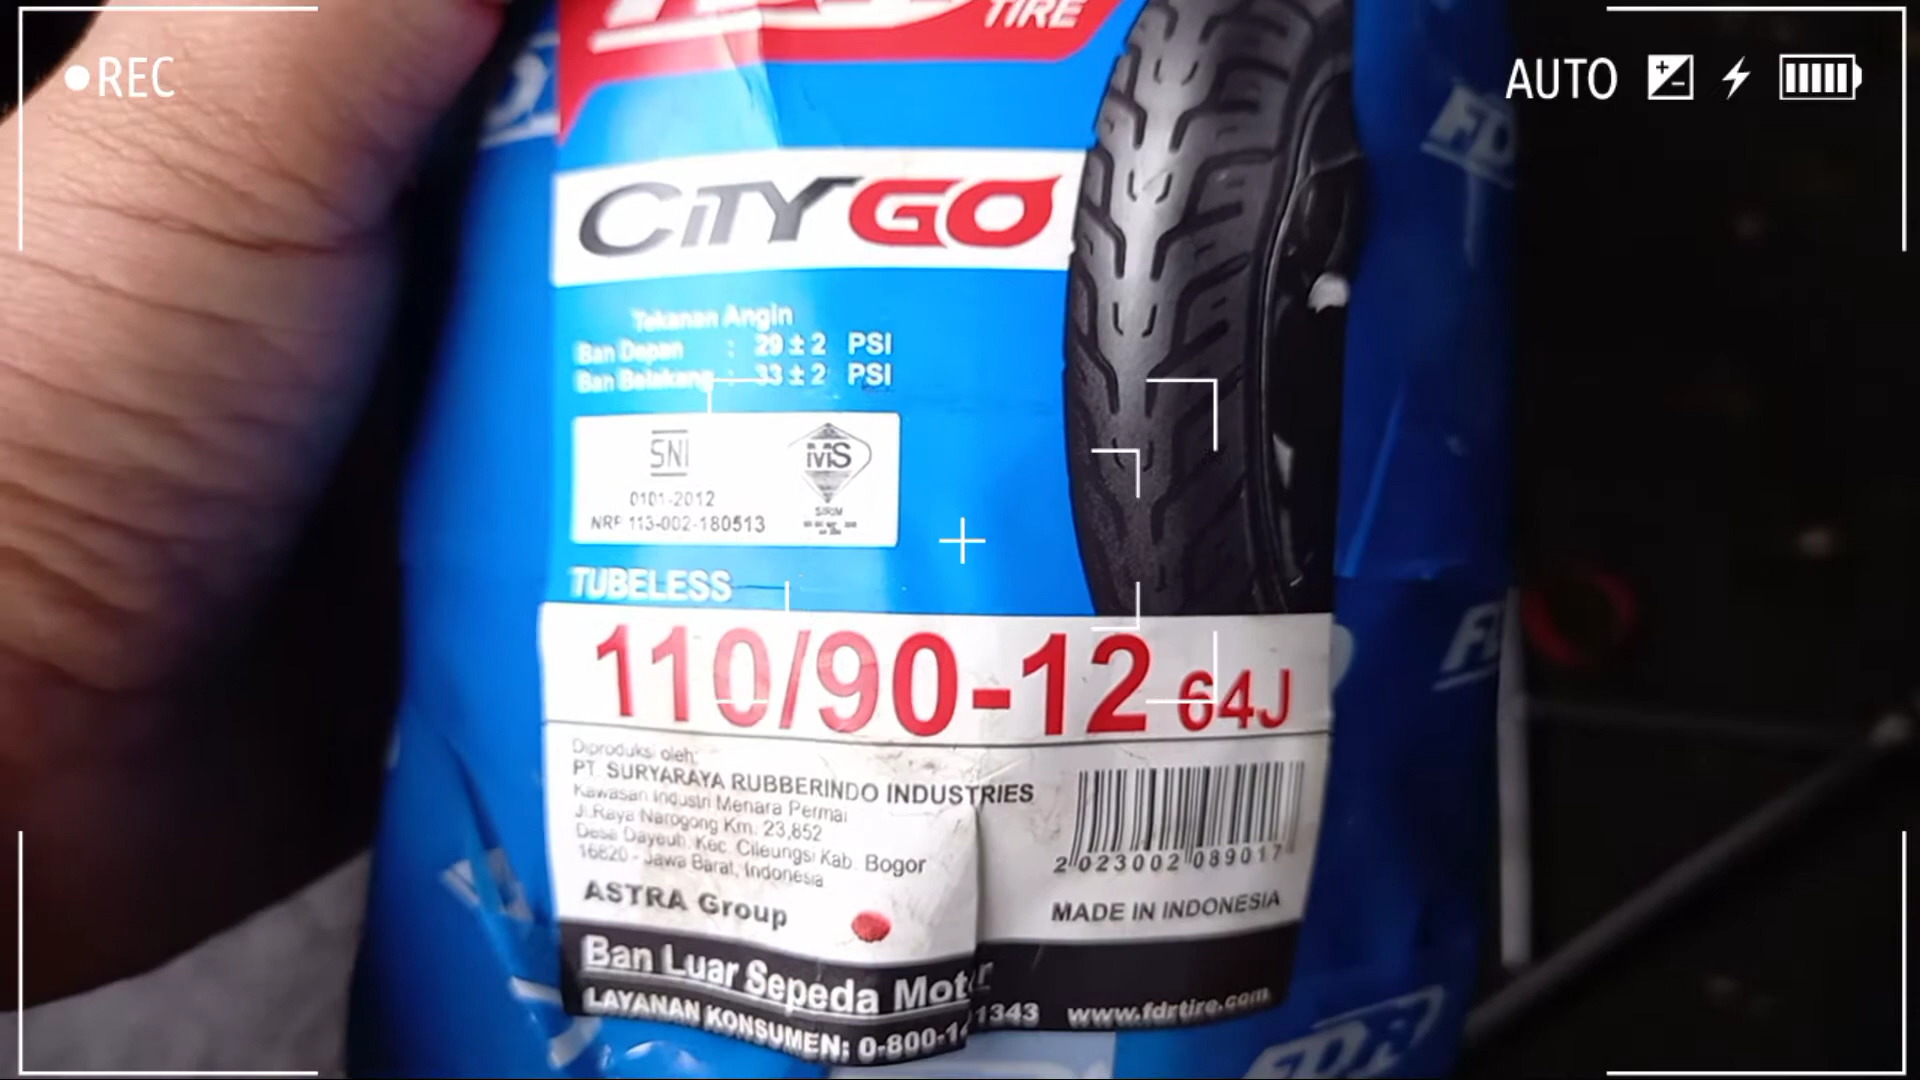 REC
AUTO
TIRE
CITY GO
Tekanan Angin
Ban Depan : 29 ± 2 PSI
Ban Belakang : 33 ± 2 PSI
SNI
0101-2012
NRP 113-002-180513
MS
SIRIM
TUBELESS
110/90-12 64J
Diproduksi oleh:
PT. SURYARAYA RUBBERINDO INDUSTRIES
Kawasan Industri Menara Permai
Jl.Raya Narogong Km. 23,852
Desa Dayeuh. Kec. Cileungsi Kab. Bogor
16820 - Jawa Barat, Indonesia
ASTRA Group
2 023002 089017
MADE IN INDONESIA
Ban Luar Sepeda Motor
LAYANAN KONSUMEN: 0-800-1 1343
www.fdrtire.com
FDR